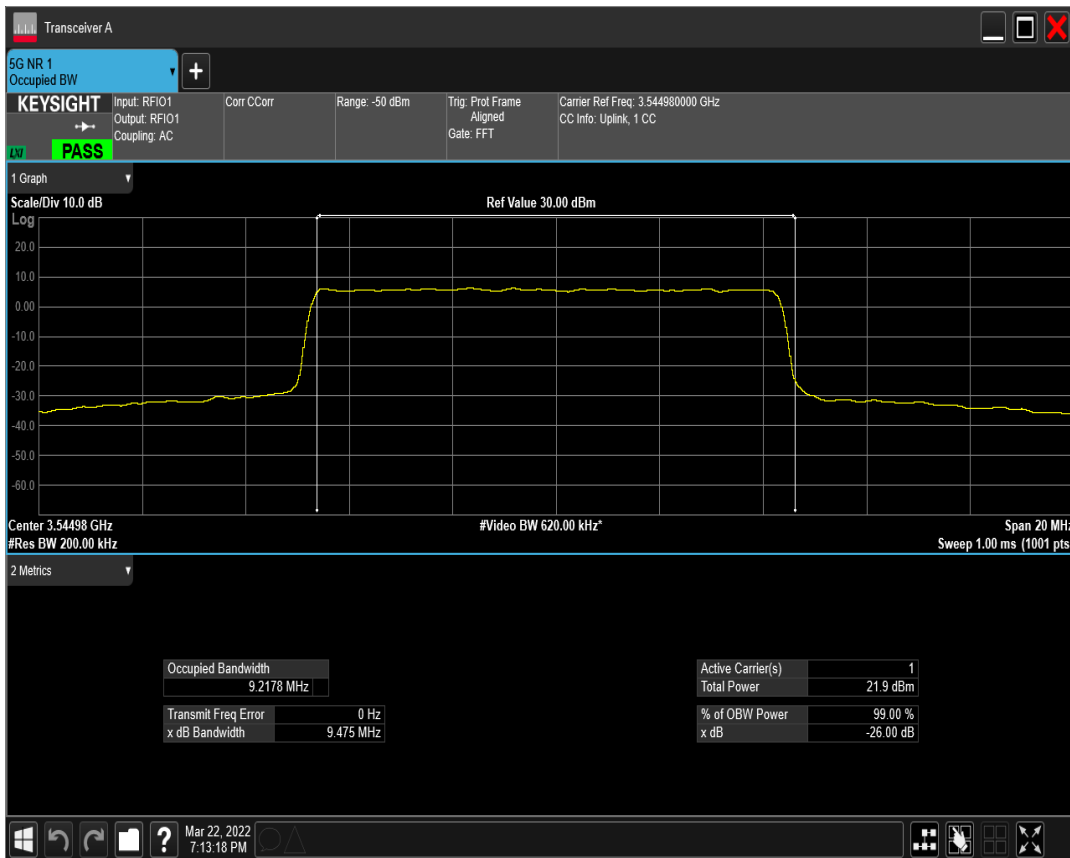 Transceiver A
5G NR 1
Occupied BW
+
KEYSIGHT
LXI
PASS
Input: RFIO1
Output: RFIO1
Coupling: AC
Corr CCorr
Range: -50 dBm
Trig: Prot Frame
Aligned
Gate: FFT
Carrier Ref Freq: 3.544980000 GHz
CC Info: Uplink, 1 CC
1 Graph
Scale/Div 10.0 dB
Ref Value 30.00 dBm
Log
20.0
10.0
0.00
-10.0
-20.0
-30.0
-40.0
-50.0
-60.0
Center 3.54498 GHz
#Video BW 620.00 kHz*
Span 20 MHz
#Res BW 200.00 kHz
Sweep 1.00 ms (1001 pts
2 Metrics
Occupied Bandwidth
9.2178 MHz
Transmit Freq Error 0 Hz
x dB Bandwidth 9.475 MHz
Active Carrier(s) 1
Total Power 21.9 dBm
% of OBW Power 99.00 %
x dB -26.00 dB
?
Mar 22, 2022
7:13:18 PM